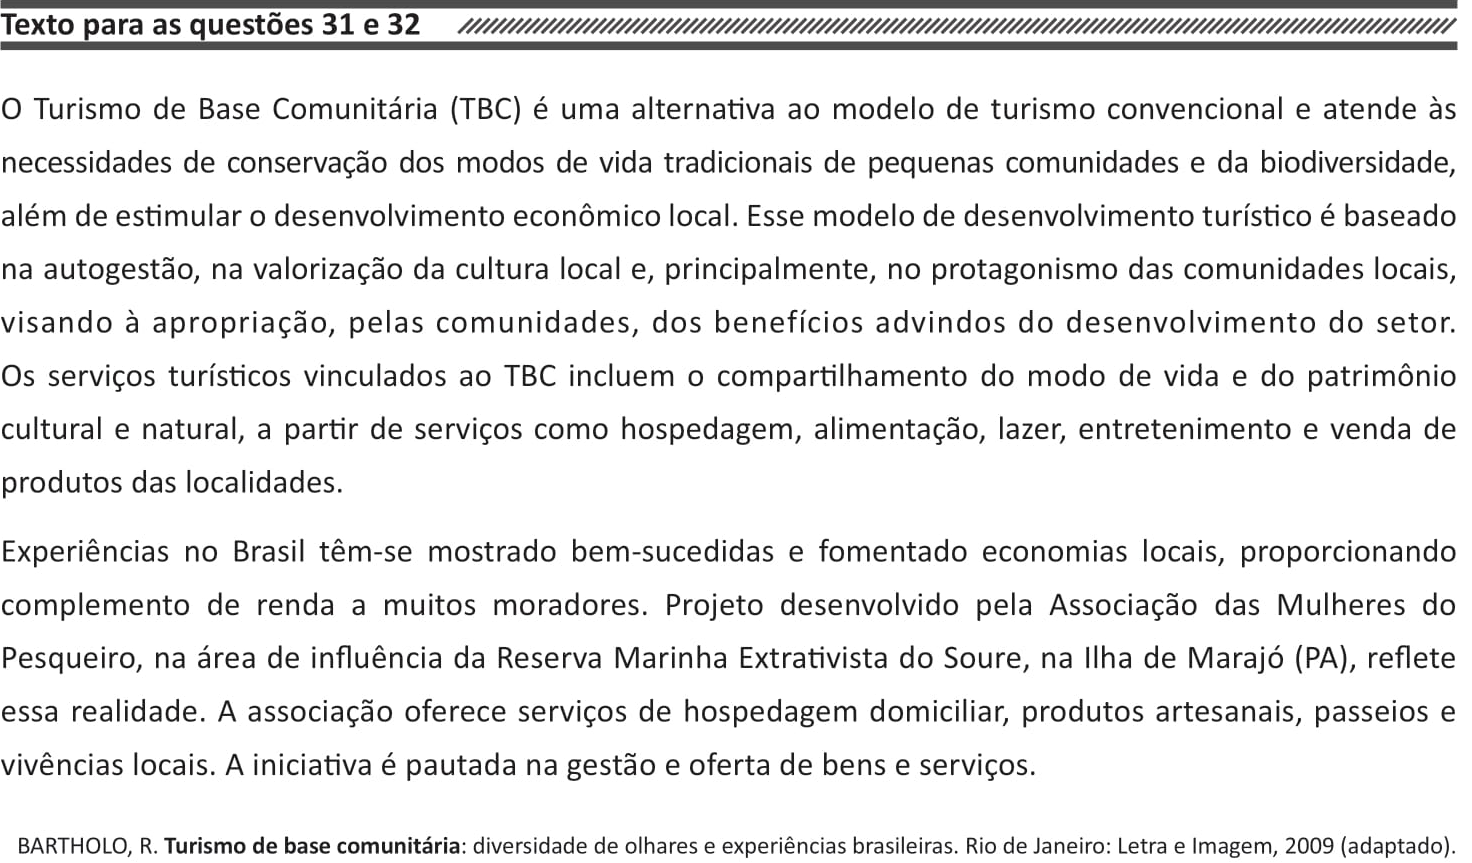 Texto para as questões 31 e 32
O Turismo de Base Comunitária (TBC) é uma alternativa ao modelo de turismo convencional e atende às
necessidades de conservação dos modos de vida tradicionais de pequenas comunidades e da biodiversidade,
além de estimular o desenvolvimento econômico local. Esse modelo de desenvolvimento turístico é baseado
na autogestão, na valorização da cultura local e, principalmente, no protagonismo das comunidades locais,
visando à apropriação, pelas comunidades, dos benefícios advindos do desenvolvimento do setor.
Os serviços turísticos vinculados ao TBC incluem o compartilhamento do modo de vida e do patrimônio
cultural e natural, a partir de serviços como hospedagem, alimentação, lazer, entretenimento e venda de
produtos das localidades.
Experiências no Brasil têm-se mostrado bem-sucedidas e fomentado economias locais, proporcionando
complemento de renda a muitos moradores. Projeto desenvolvido pela Associação das Mulheres do
Pesqueiro, na área de influência da Reserva Marinha Extrativista do Soure, na Ilha de Marajó (PA), reflete
essa realidade. A associação oferece serviços de hospedagem domiciliar, produtos artesanais, passeios e
vivências locais. A iniciativa é pautada na gestão e oferta de bens e serviços.
BARTHOLO, R. Turismo de base comunitária: diversidade de olhares e experiências brasileiras. Rio de Janeiro: Letra e Imagem, 2009 (adaptado).